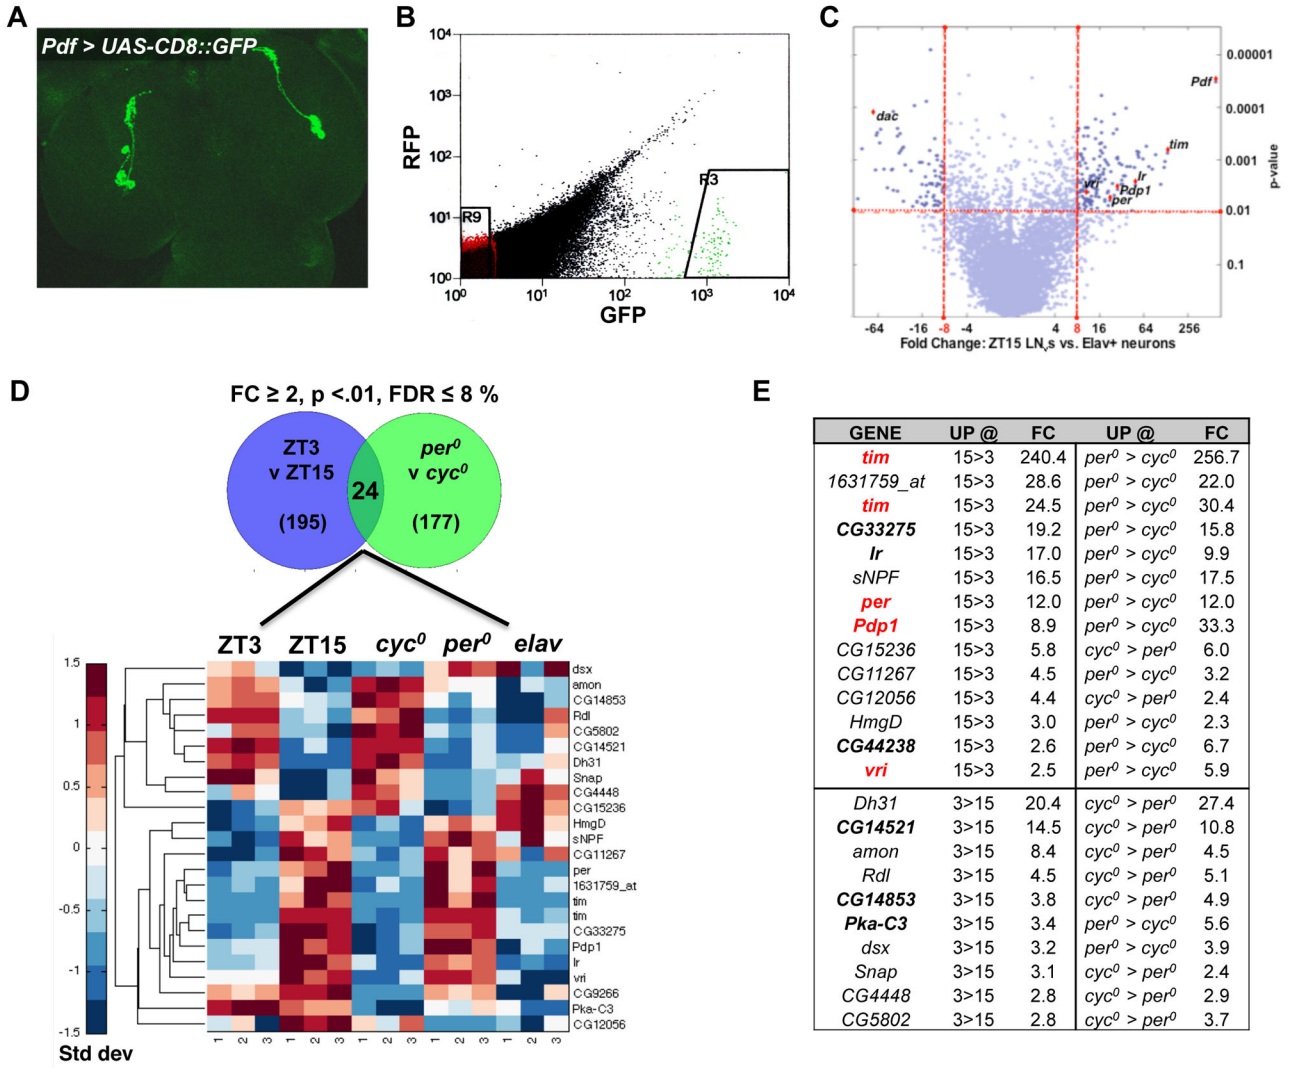 A
Pdf > UAS-CD8::GFP
B
RFP
10⁴
10³
10²
10¹
10⁰
R9
R3
10⁰ 10¹ 10² 10³ 10⁴
GFP
C
0.00001
0.0001
0.001
0.01
0.1
p-value
Pdf
dac
tim
lr
vri
Pdp1
per
-64 -16 -8 -4 4 8 16 64 256
Fold Change: ZT15 LNᵥs vs. Elav+ neurons
D
FC ≥ 2, p <.01, FDR ≤ 8 %
ZT3 v ZT15 (195)
24
per⁰ v cyc⁰ (177)
ZT3 ZT15 cyc⁰ per⁰ elav
1.5
1
0.5
0
-0.5
-1
-1.5
Std dev
dsx
amon
CG14853
Rdl
CG5802
CG14521
Dh31
Snap
CG4448
CG15236
HmgD
sNPF
CG11267
per
1631759_at
tim
tim
CG33275
Pdp1
lr
vri
CG9266
Pka-C3
CG12056
1 2 3 1 2 3 1 2 3 1 2 3 1 2 3
E
GENE UP @ FC UP @ FC
tim 15>3 240.4 per⁰ > cyc⁰ 256.7
1631759_at 15>3 28.6 per⁰ > cyc⁰ 22.0
tim 15>3 24.5 per⁰ > cyc⁰ 30.4
CG33275 15>3 19.2 per⁰ > cyc⁰ 15.8
lr 15>3 17.0 per⁰ > cyc⁰ 9.9
sNPF 15>3 16.5 per⁰ > cyc⁰ 17.5
per 15>3 12.0 per⁰ > cyc⁰ 12.0
Pdp1 15>3 8.9 per⁰ > cyc⁰ 33.3
CG15236 15>3 5.8 cyc⁰ > per⁰ 6.0
CG11267 15>3 4.5 per⁰ > cyc⁰ 3.2
CG12056 15>3 4.4 cyc⁰ > per⁰ 2.4
HmgD 15>3 3.0 per⁰ > cyc⁰ 2.3
CG44238 15>3 2.6 per⁰ > cyc⁰ 6.7
vri 15>3 2.5 per⁰ > cyc⁰ 5.9
Dh31 3>15 20.4 cyc⁰ > per⁰ 27.4
CG14521 3>15 14.5 cyc⁰ > per⁰ 10.8
amon 3>15 8.4 cyc⁰ > per⁰ 4.5
Rdl 3>15 4.5 cyc⁰ > per⁰ 5.1
CG14853 3>15 3.8 cyc⁰ > per⁰ 4.9
Pka-C3 3>15 3.4 per⁰ > cyc⁰ 5.6
dsx 3>15 3.2 per⁰ > cyc⁰ 3.9
Snap 3>15 3.1 cyc⁰ > per⁰ 2.4
CG4448 3>15 2.8 cyc⁰ > per⁰ 2.9
CG5802 3>15 2.8 cyc⁰ > per⁰ 3.7